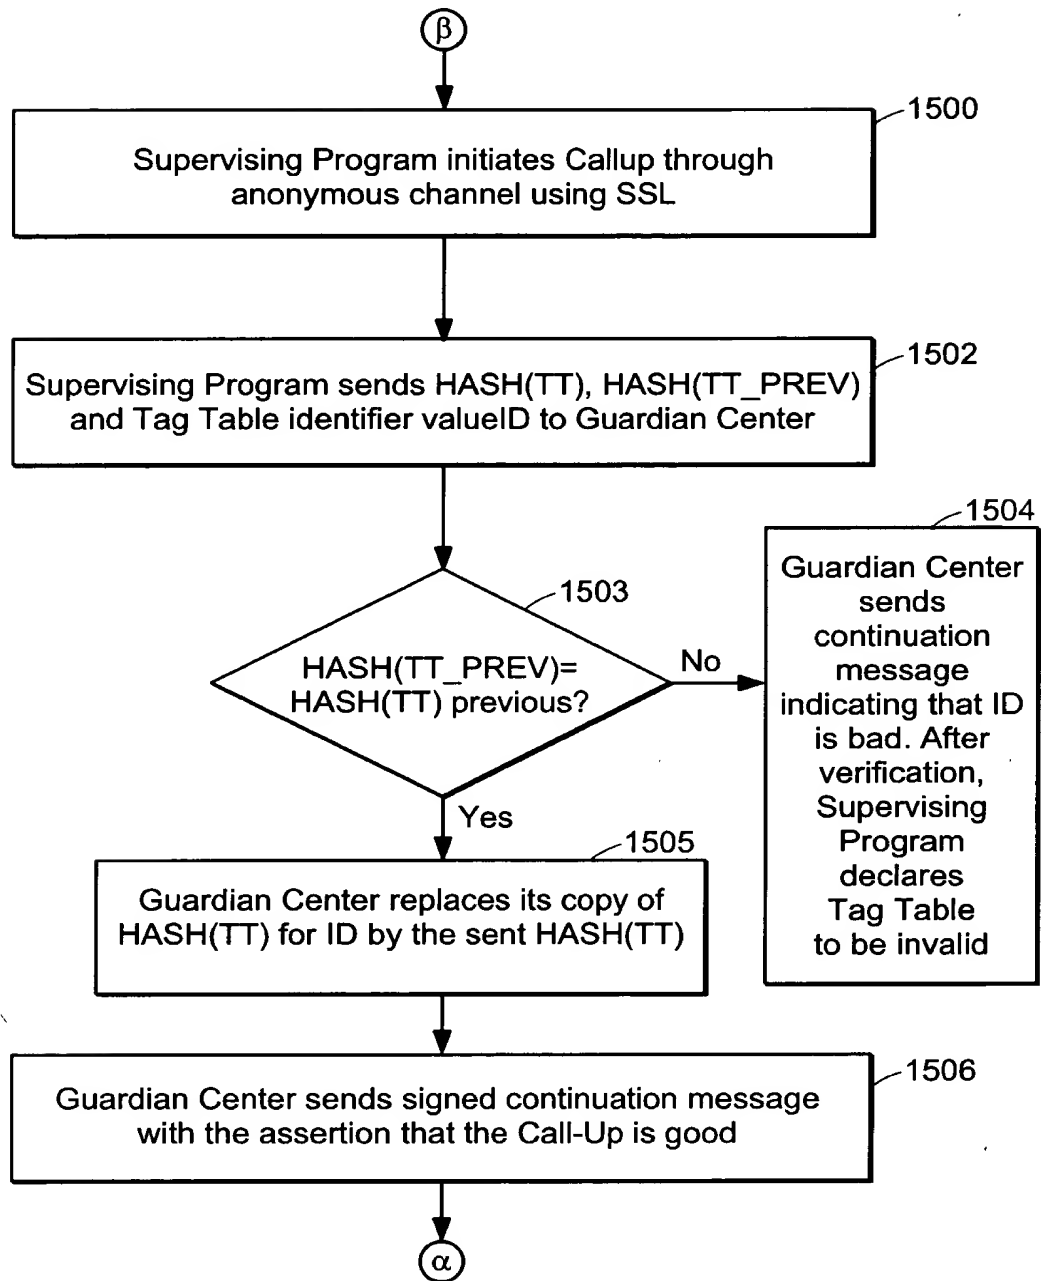 β
1500
Supervising Program initiates Callup through
anonymous channel using SSL
1502
Supervising Program sends HASH(TT), HASH(TT_PREV)
and Tag Table identifier valueID to Guardian Center
1503
HASH(TT_PREV)=
HASH(TT) previous?
No
Yes
1504
Guardian Center
sends
continuation
message
indicating that ID
is bad. After
verification,
Supervising
Program
declares
Tag Table
to be invalid
1505
Guardian Center replaces its copy of
HASH(TT) for ID by the sent HASH(TT)
1506
Guardian Center sends signed continuation message
with the assertion that the Call-Up is good
α